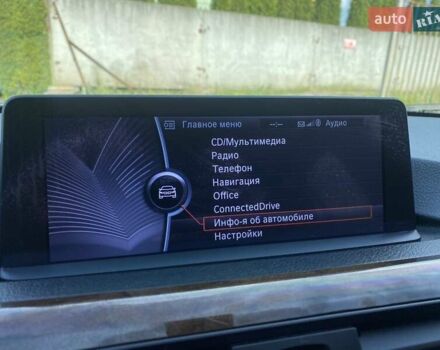 auto RIA
Главное меню --:-- Аудио
CD/Мультимедиа
Радио
Телефон
Навигация
Office
ConnectedDrive
Инфо-я об автомобиле
Настройки